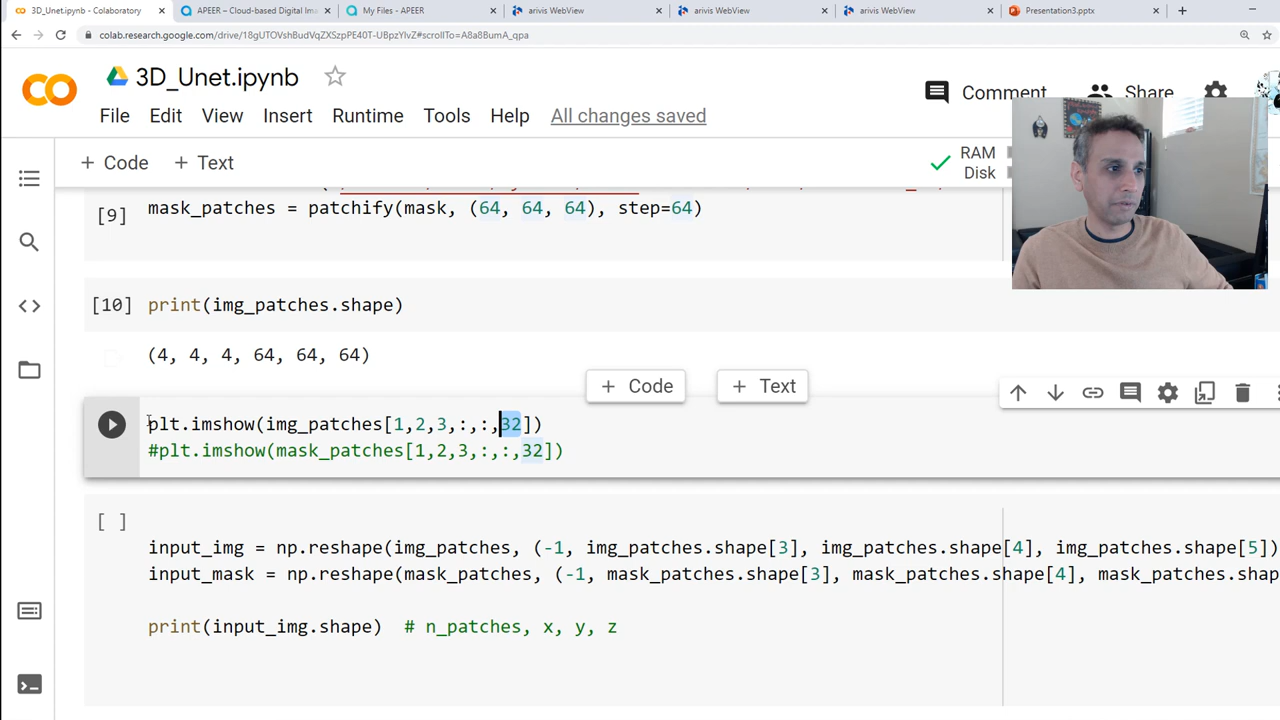 3D_Unet.ipynb - Colaboratory
APEER – Cloud-based Digital Ima
My Files - APEER
arivis WebView
arivis WebView
arivis WebView
Presentation3.pptx
colab.research.google.com/drive/18gUTOVshBudVqZXSzpPE40T-UBpzYlvZ#scrollTo=A8a8BumA_qpa
3D_Unet.ipynb
Comment
Share
File Edit View Insert Runtime Tools Help All changes saved
+ Code + Text
RAM
Disk
[9] mask_patches = patchify(mask, (64, 64, 64), step=64)
[10] print(img_patches.shape)
(4, 4, 4, 64, 64, 64)
+ Code + Text
plt.imshow(img_patches[1,2,3,:,:,32])
#plt.imshow(mask_patches[1,2,3,:,:,32])
[ ]
input_img = np.reshape(img_patches, (-1, img_patches.shape[3], img_patches.shape[4], img_patches.shape[5])
input_mask = np.reshape(mask_patches, (-1, mask_patches.shape[3], mask_patches.shape[4], mask_patches.shap
print(input_img.shape) # n_patches, x, y, z